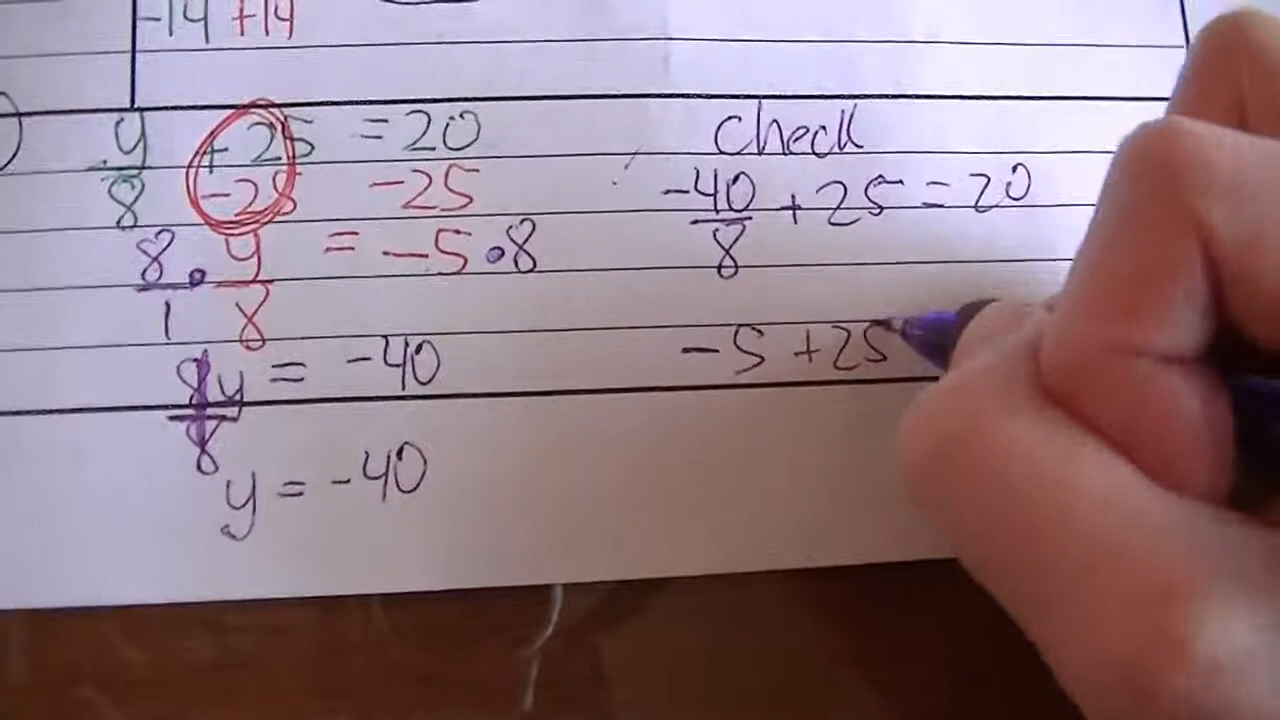 -14 +14
y/8 +25 = 20
-25 -25
8/1 • y/8 = -5 • 8
8y/8 = -40
y = -40
Check
-40/8 + 25 = 20
-5 + 25